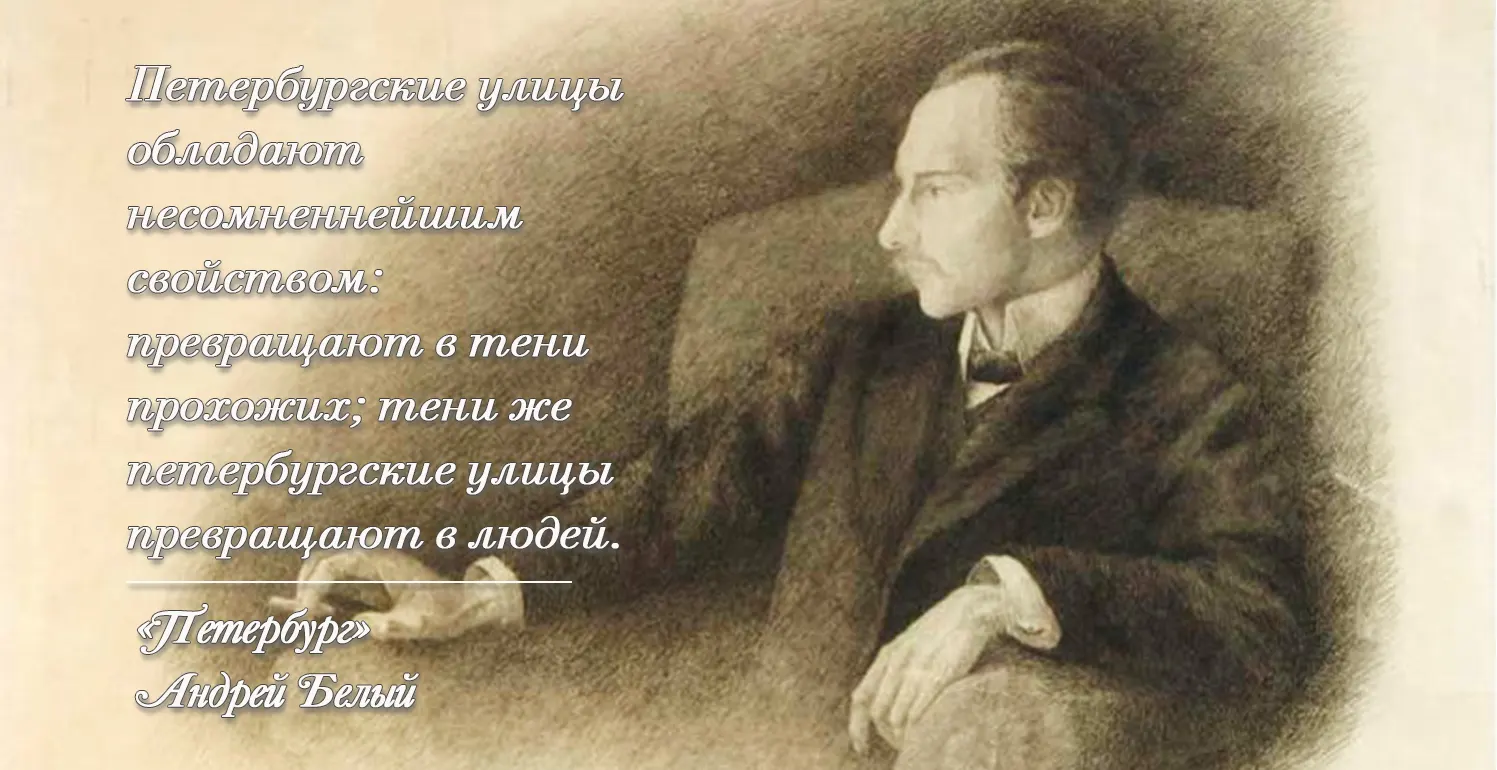 Петербургские улицы
обладают
несомненнейшим
свойством:
превращают в тени
прохожих; тени же
петербургские улицы
превращают в людей.
«Петербург»
Андрей Белый